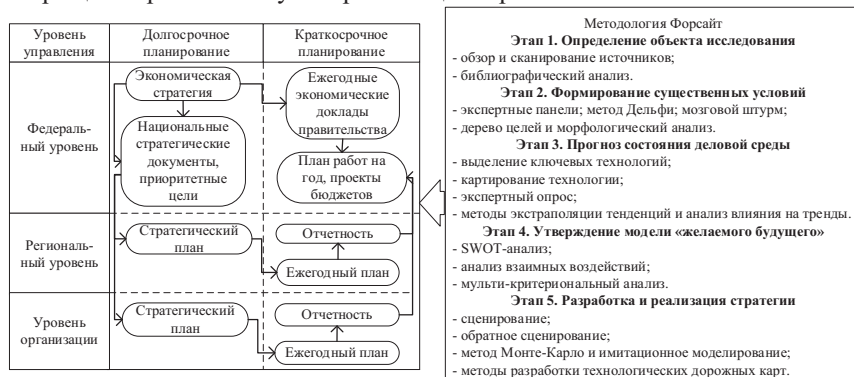 Уровень
управления
Долгосрочное
планирование
Краткосрочное
планирование
Федераль-
ный уровень
Экономическая
стратегия
Национальные
стратегические
документы,
приоритетные
цели
Ежегодные
экономические
доклады
правительства
План работ на
год, проекты
бюджетов
Региональ-
ный уровень
Стратегический
план
Отчетность
Ежегодный план
Уровень
организации
Стратегический
план
Отчетность
Ежегодный план
Методология Форсайт
Этап 1. Определение объекта исследования
- обзор и сканирование источников;
- библиографический анализ.
Этап 2. Формирование существенных условий
- экспертные панели; метод Дельфи; мозговой штурм;
- дерево целей и морфологический анализ.
Этап 3. Прогноз состояния деловой среды
- выделение ключевых технологий;
- картирование технологии;
- экспертный опрос;
- методы экстраполяции тенденций и анализ влияния на тренды.
Этап 4. Утверждение модели «желаемого будущего»
- SWOT-анализ;
- анализ взаимных воздействий;
- мульти-критериональный анализ.
Этап 5. Разработка и реализация стратегии
- сценирование;
- обратное сценирование;
- метод Монте-Карло и имитационное моделирование;
- методы разработки технологических дорожных карт.